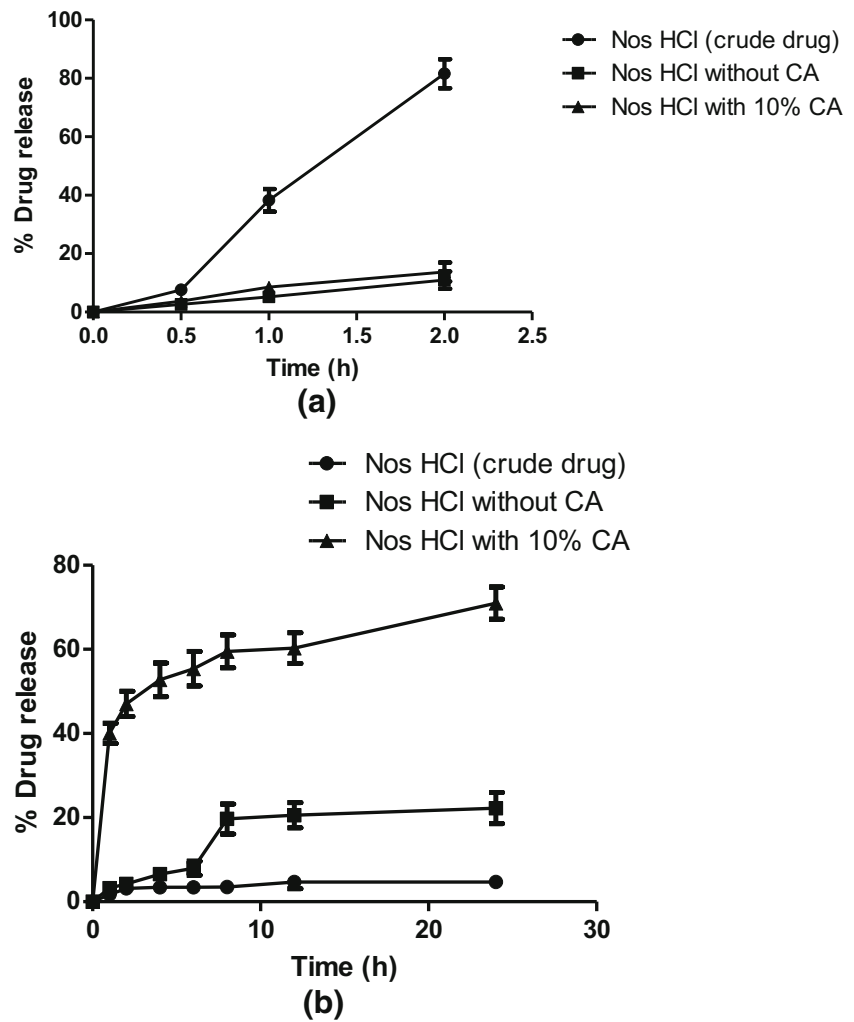 100
80
60
40
20
0
% Drug release
0.0 0.5 1.0 1.5 2.0 2.5
Time (h)
Nos HCl (crude drug)
Nos HCl without CA
Nos HCl with 10% CA
(a)
Nos HCl (crude drug)
Nos HCl without CA
Nos HCl with 10% CA
80
60
40
20
0
% Drug release
0 10 20 30
Time (h)
(b)